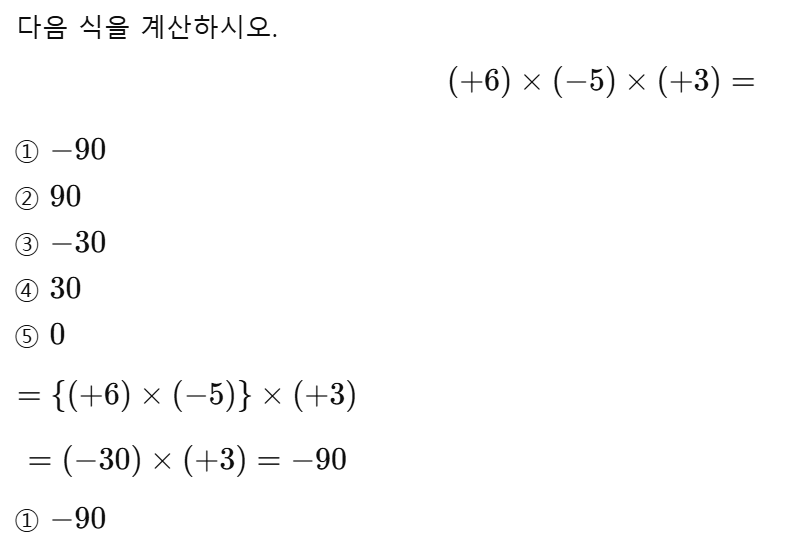 다음 식을 계산하시오.
(+6) × (−5) × (+3) =
① −90
② 90
③ −30
④ 30
⑤ 0
= {(+6) × (−5)} × (+3)
= (−30) × (+3) = −90
① −90